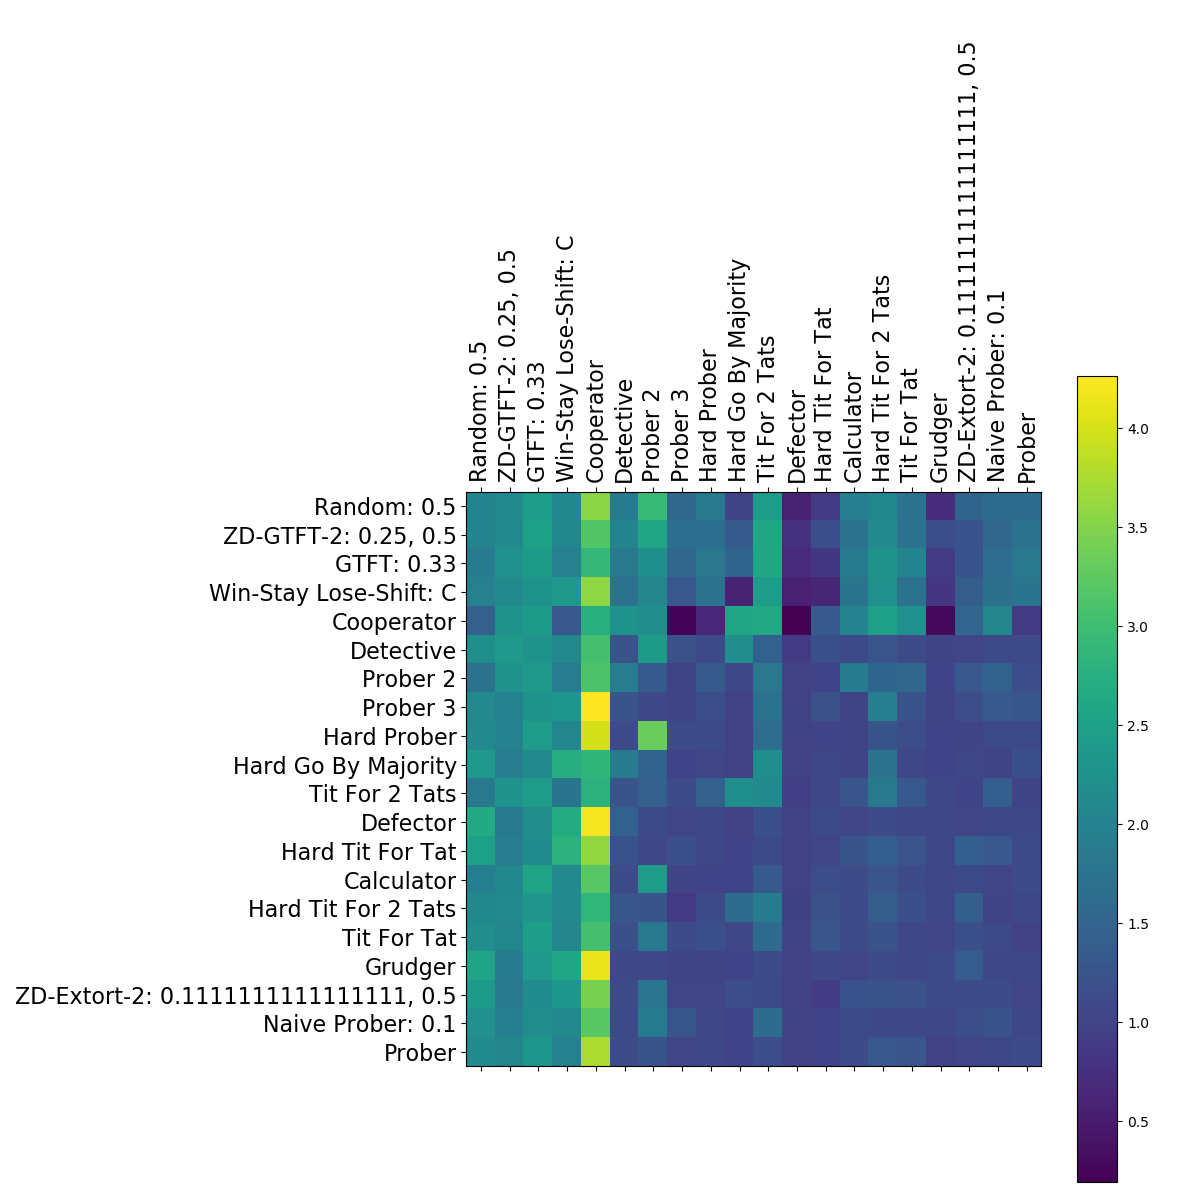 Random: 0.5
ZD-GTFT-2: 0.25, 0.5
GTFT: 0.33
Win-Stay Lose-Shift: C
Cooperator
Detective
Prober 2
Prober 3
Hard Prober
Hard Go By Majority
Tit For 2 Tats
Defector
Hard Tit For Tat
Calculator
Hard Tit For 2 Tats
Tit For Tat
Grudger
ZD-Extort-2: 0.1111111111111111, 0.5
Naive Prober: 0.1
Prober
Random: 0.5
ZD-GTFT-2: 0.25, 0.5
GTFT: 0.33
Win-Stay Lose-Shift: C
Cooperator
Detective
Prober 2
Prober 3
Hard Prober
Hard Go By Majority
Tit For 2 Tats
Defector
Hard Tit For Tat
Calculator
Hard Tit For 2 Tats
Tit For Tat
Grudger
ZD-Extort-2: 0.1111111111111111, 0.5
Naive Prober: 0.1
Prober
4.0
3.5
3.0
2.5
2.0
1.5
1.0
0.5